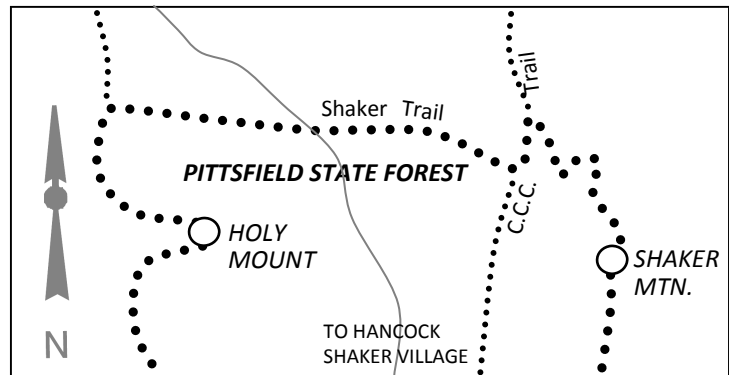 Trail
Shaker Trail
PITTSFIELD STATE FOREST
C.C.C.
HOLY
MOUNT
SHAKER
MTN.
N
TO HANCOCK
SHAKER VILLAGE